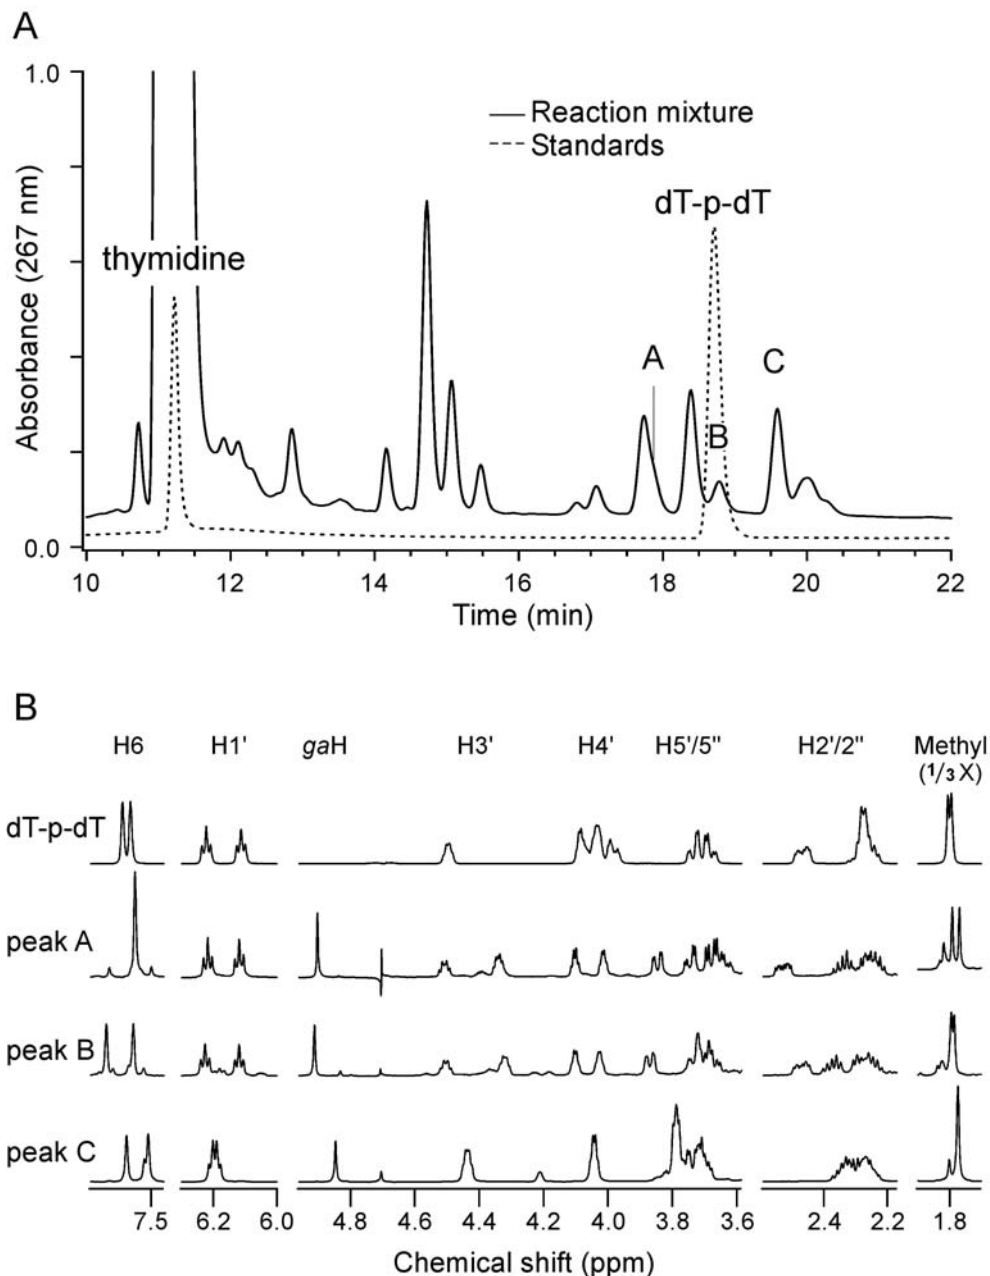 A
1.0
Reaction mixture
Standards
dT-p-dT
thymidine
A
C
B
Absorbance (267 nm)
0.0
10 12 14 16 18 20 22
Time (min)
B
H6 H1' gaH H3' H4' H5'/5" H2'/2" Methyl
(1/3 X)
dT-p-dT
peak A
peak B
peak C
7.5 6.2 6.0 4.8 4.6 4.4 4.2 4.0 3.8 3.6 2.4 2.2 1.8
Chemical shift (ppm)